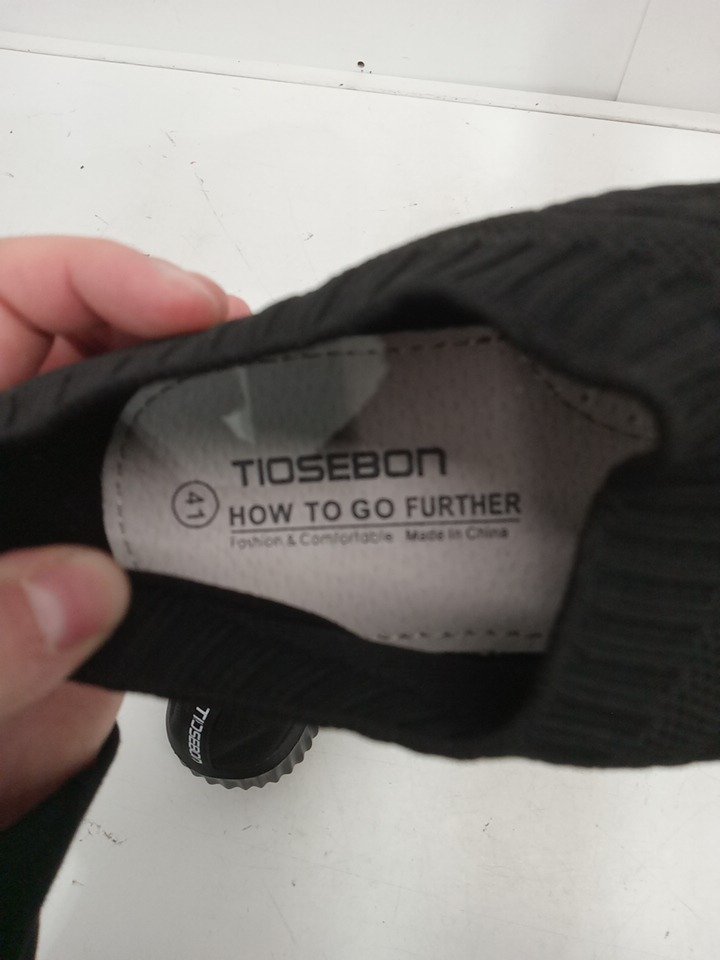 TIOSEBON
41
HOW TO GO FURTHER
Fashion & Comfortable Made in China
TIOSEBON